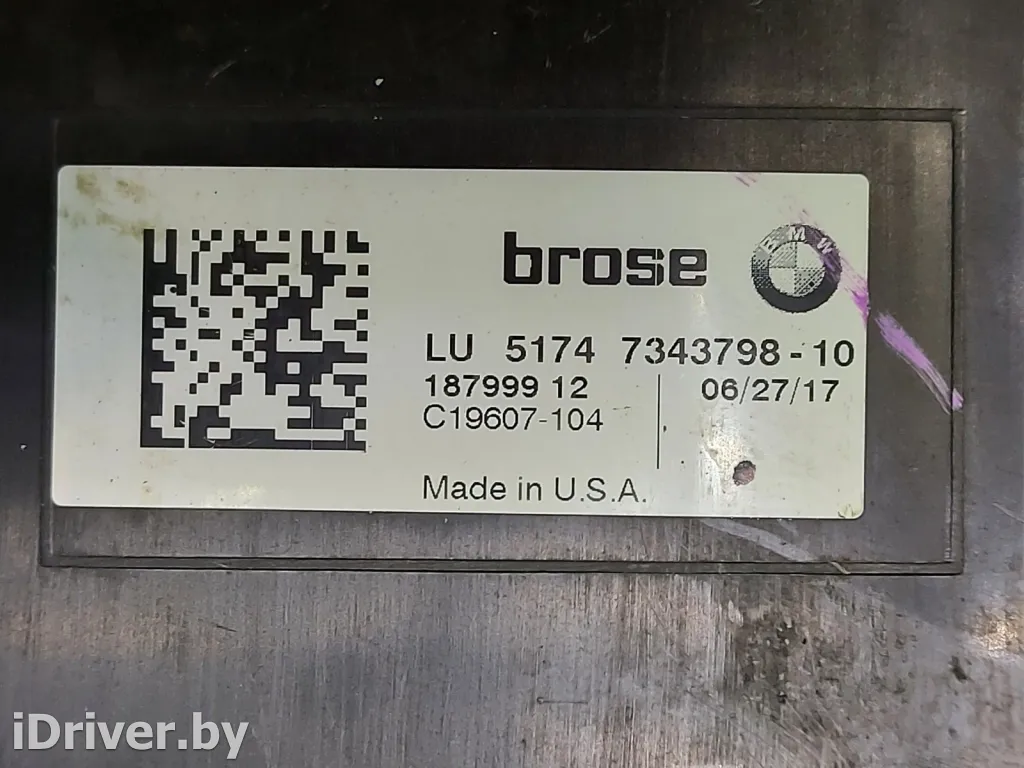 brose
BMW
LU 5174 7343798-10
187999 12 06/27/17
C19607-104
Made in U.S.A.
iDriver.by